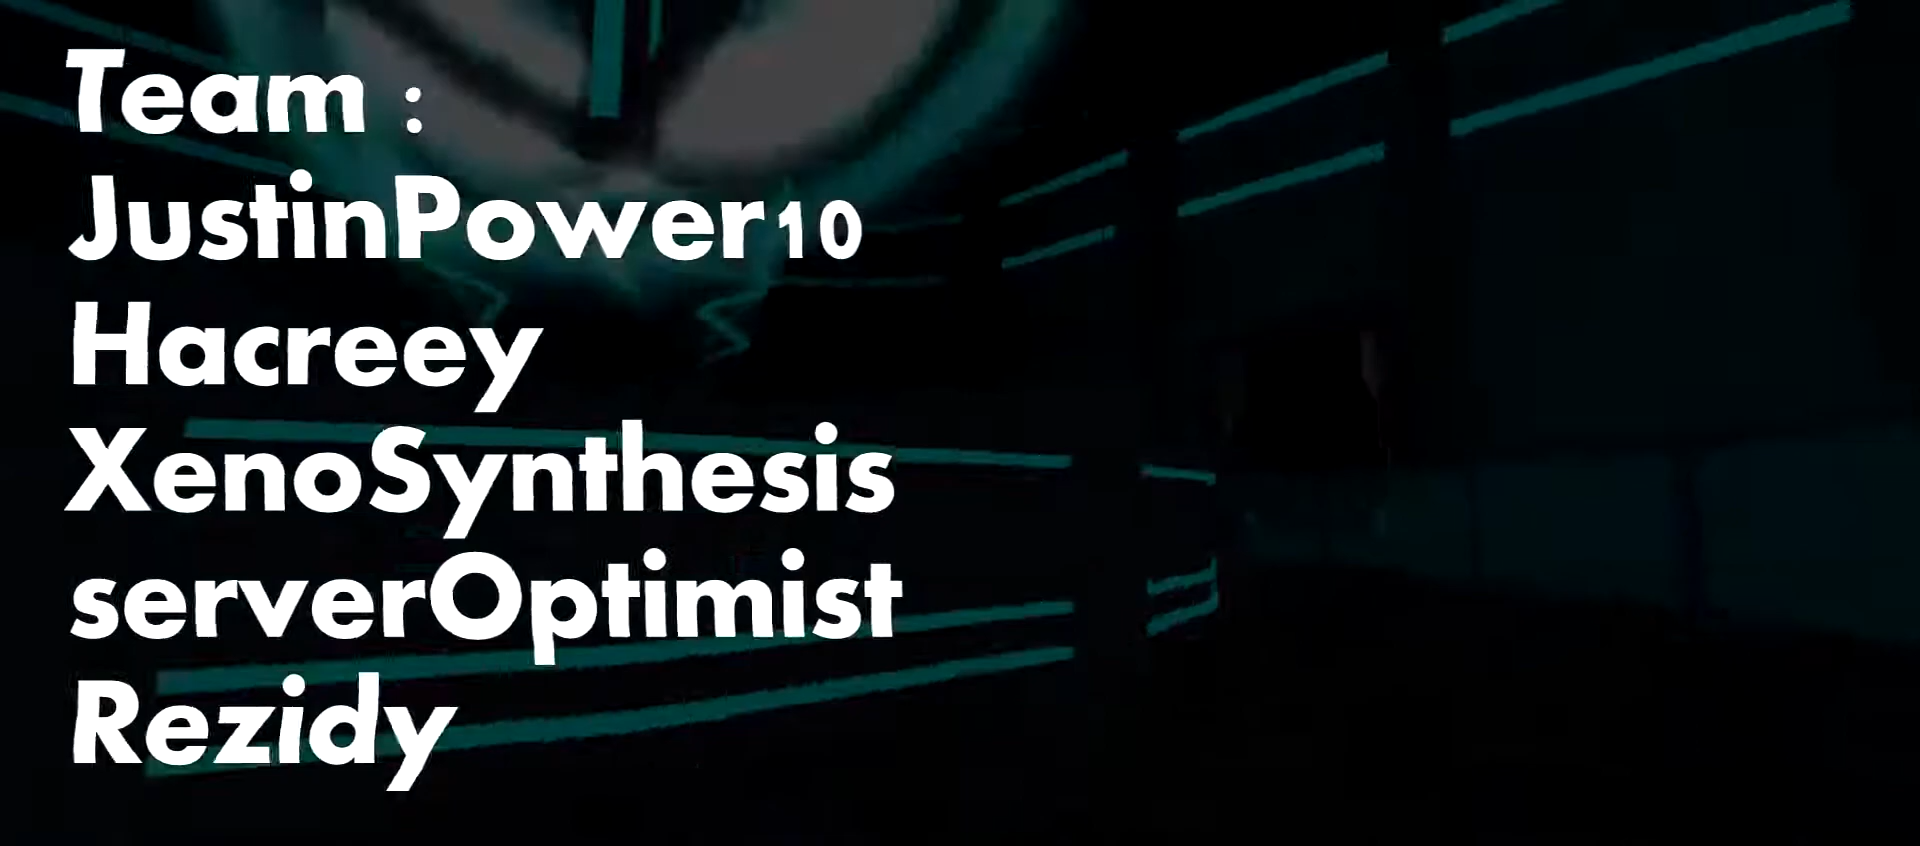 Team :
JustinPower10
Hacreey
XenoSynthesis
serverOptimist
Rezidy